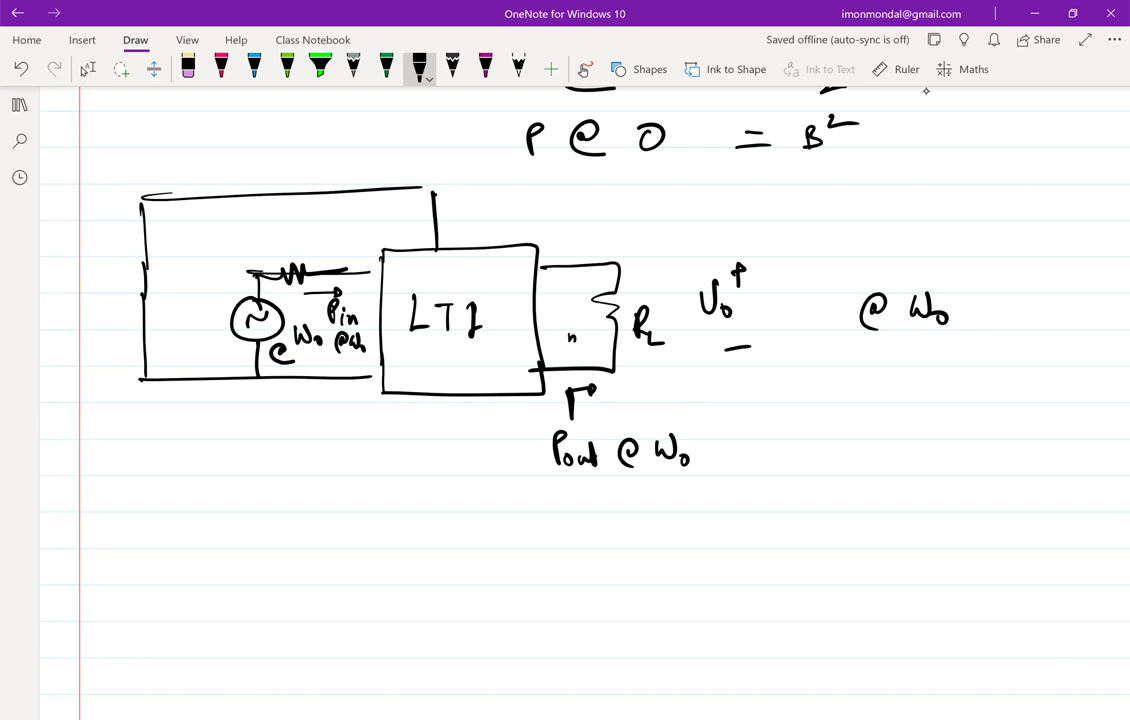 OneNote for Windows 10
imonmondal@gmail.com
Home Insert Draw View Help Class Notebook
Saved offline (auto-sync is off)
Share
Shapes Ink to Shape Ink to Text Ruler Maths
P @ 0 = B²
LTI
Pin
@ W₀ @W₀
n
R_L
V₀
+
−
@ W₀
Pout @ W₀